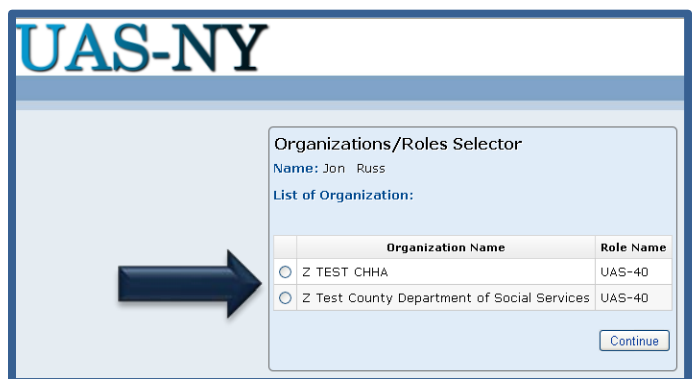 UAS-NY
Organizations/Roles Selector
Name: Jon Russ
List of Organization:
Organization Name Role Name
Z TEST CHHA UAS-40
Z Test County Department of Social Services UAS-40
Continue